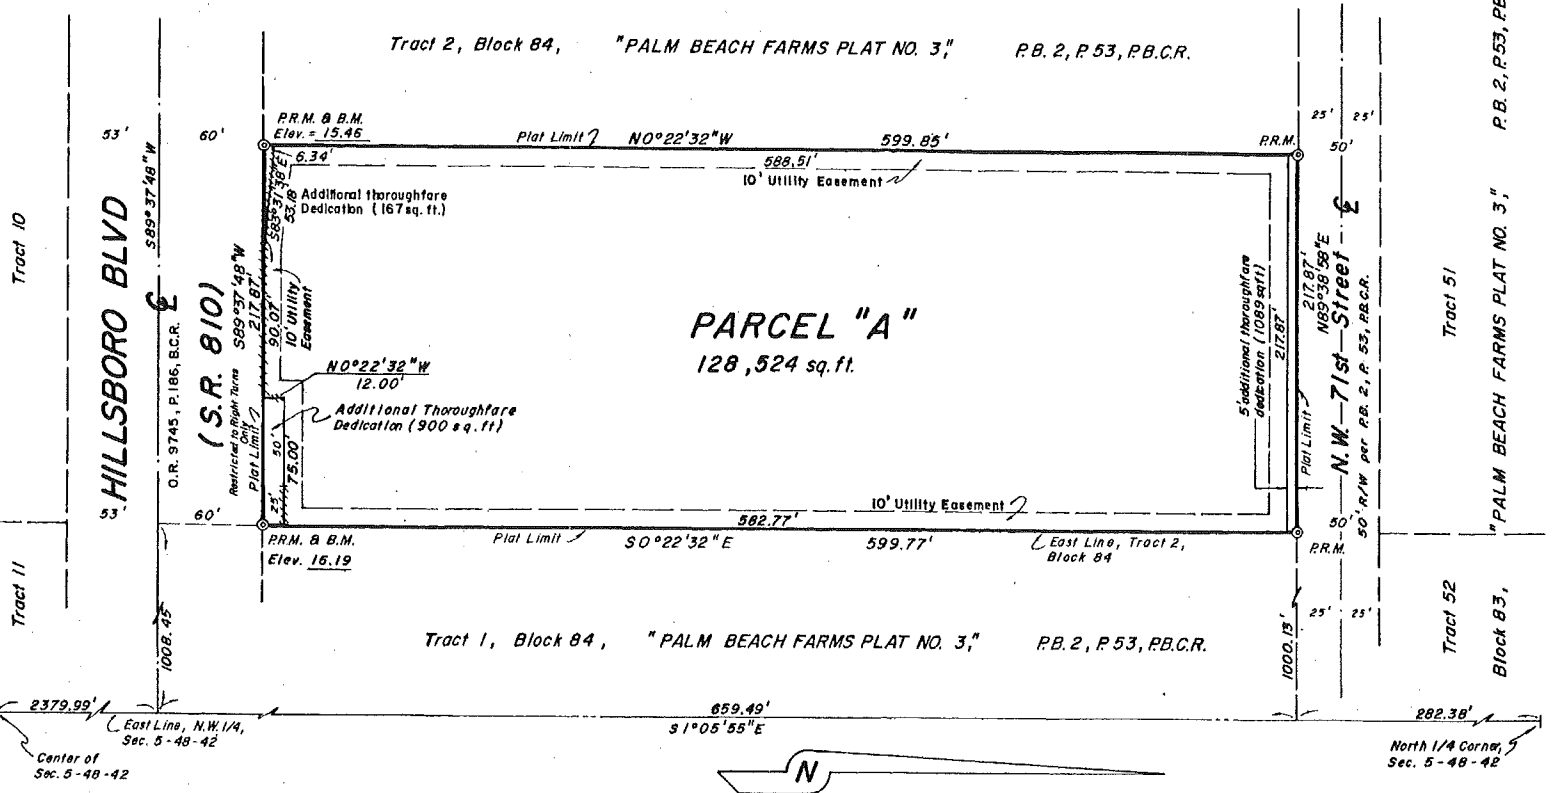 Tract 2, Block 84, "PALM BEACH FARMS PLAT NO. 3," P.B. 2, P. 53, P.B.C.R.
P.B. 2, P. 53, P.B.
53'
60'
P.R.M. & B.M.
Elev. = 15.46
Plat Limit
N0°22'32"W
599.85'
P.R.M.
25'
25'
50'
6.34'
588.51'
10' Utility Easement
Additional thoroughfare
Dedication (167 sq. ft.)
S83°31'38"E
53.18
Tract 10
HILLSBORO BLVD
S89°37'48"W
℄
O.R. 9745, P. 186, B.C.R.
(S.R. 810)
Restricted to Right Turns
Only
Plat Limit
S89°37'48"W
217.87'
90.07'
10' Utility
Easement
PARCEL "A"
128,524 sq. ft.
N0°22'32"W
12.00'
Additional Thoroughfare
Dedication (900 sq. ft)
50'
75.00'
25'
5' additional thoroughfare
dedication (1089 sq ft)
217.87'
217.87'
N89°38'58"E
Plat Limit
N.W. 71st Street ℄
50' R/W per P.B. 2, P. 53, P.B.C.R.
Tract 51
"PALM BEACH FARMS PLAT NO. 3,"
53'
60'
10' Utility Easement
582.77'
P.R.M. & B.M.
Elev. 16.19
Plat Limit
S0°22'32"E
599.77'
East Line, Tract 2,
Block 84
50'
P.R.M.
Tract 11
1008.45'
Tract 1, Block 84, "PALM BEACH FARMS PLAT NO. 3," P.B. 2, P. 53, P.B.C.R.
1000.13'
25'
25'
Tract 52
Block 83,
2379.99'
East Line, N.W. 1/4,
Sec. 5-48-42
Center of
Sec. 5-48-42
659.49'
S1°05'55"E
282.38'
North 1/4 Corner,
Sec. 5-48-42
N